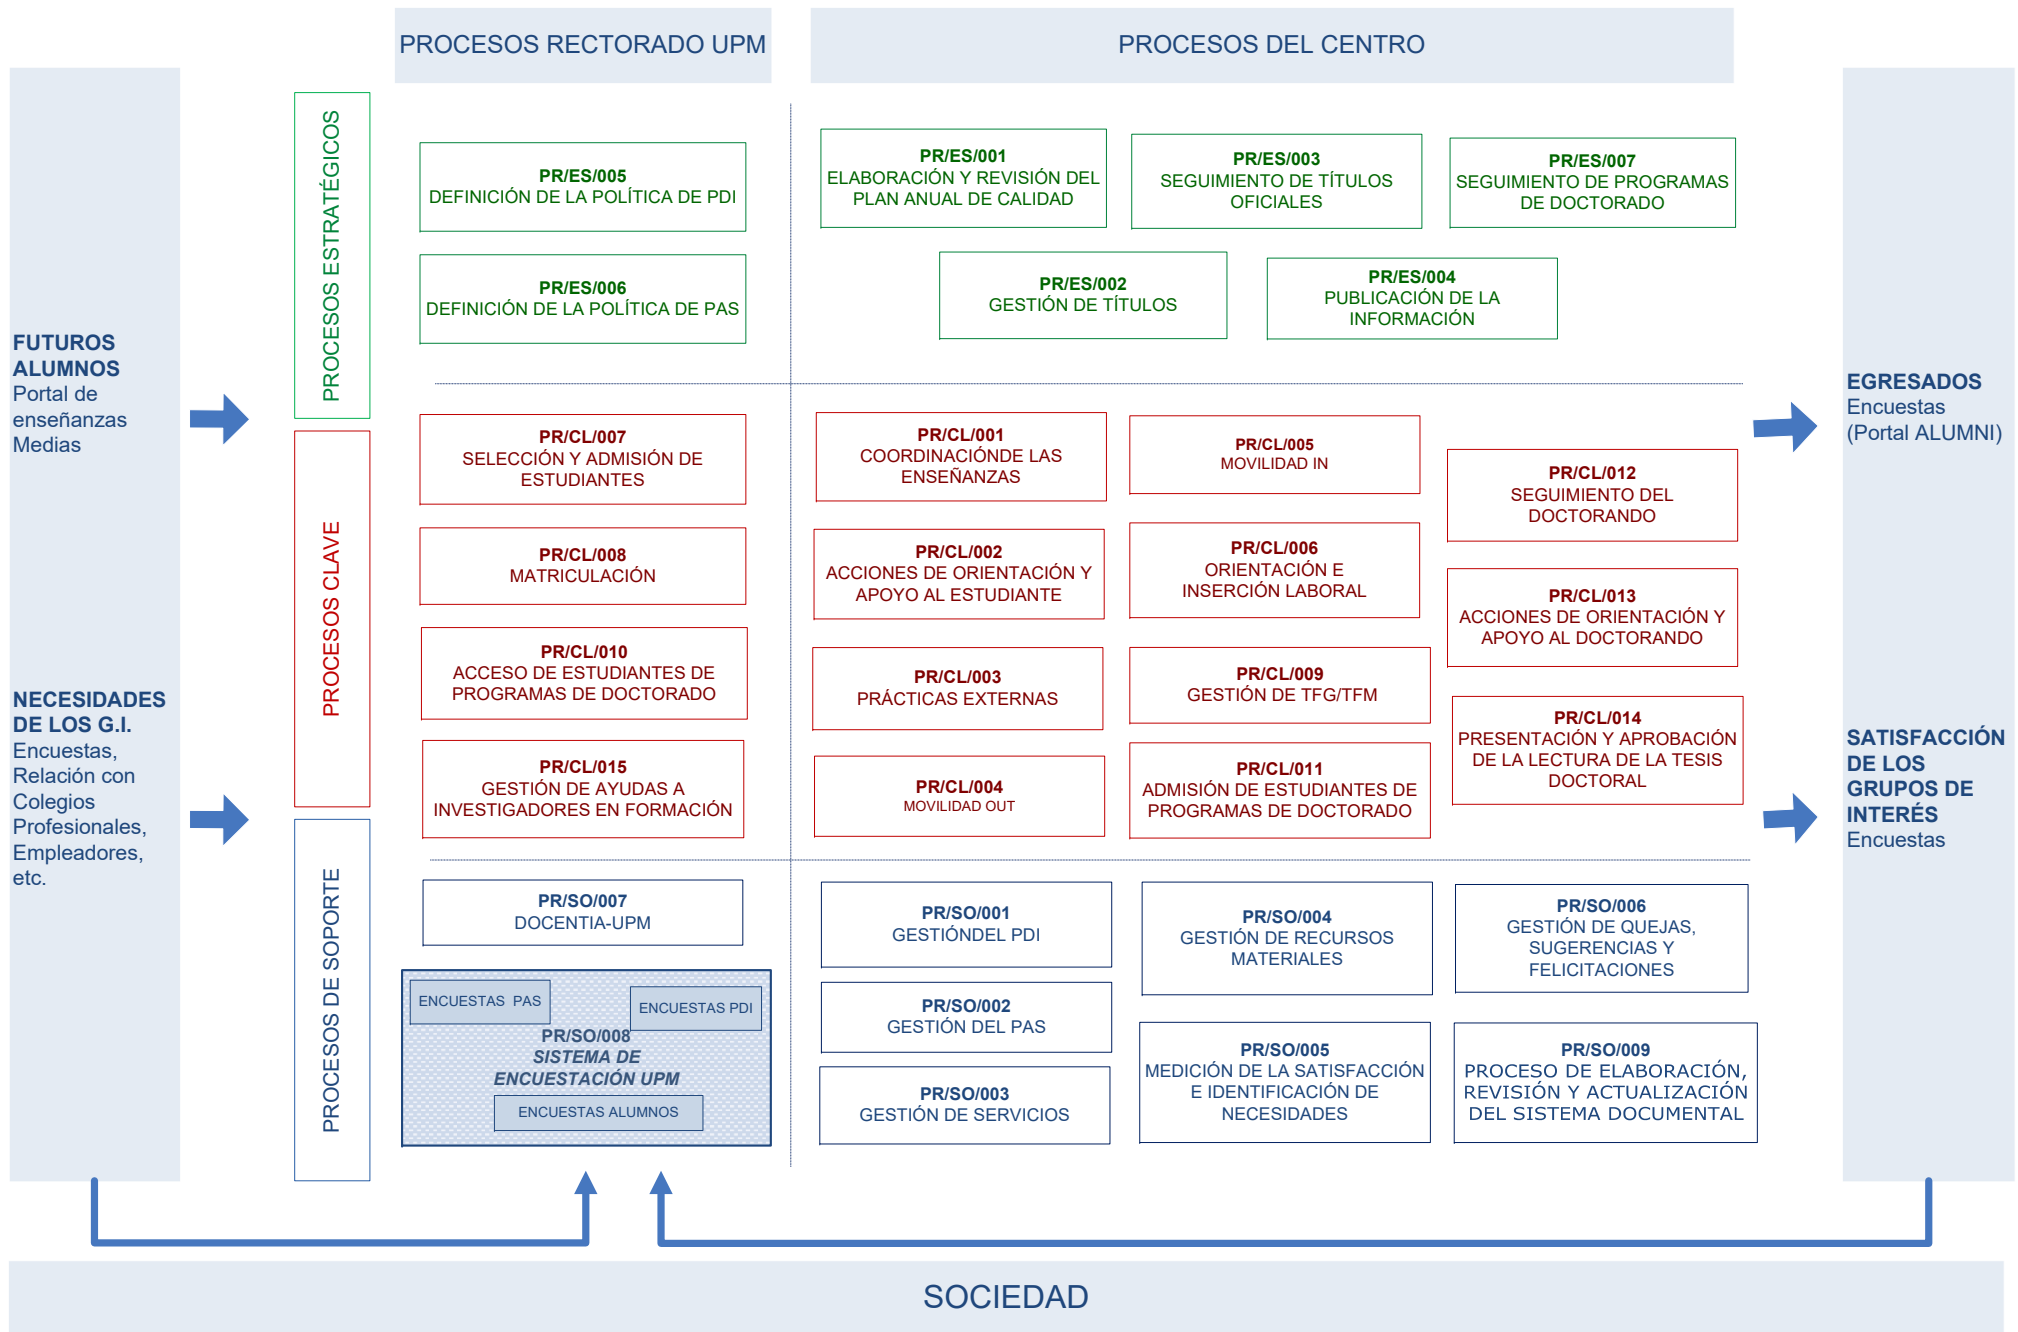 PROCESOS RECTORADO UPM
PROCESOS DEL CENTRO
FUTUROS
ALUMNOS
Portal de
enseñanzas
Medias
NECESIDADES
DE LOS G.I.
Encuestas,
Relación con
Colegios
Profesionales,
Empleadores,
etc.
PROCESOS ESTRATÉGICOS
PR/ES/005
DEFINICIÓN DE LA POLÍTICA DE PDI
PR/ES/006
DEFINICIÓN DE LA POLÍTICA DE PAS
PR/ES/001
ELABORACIÓN Y REVISIÓN DEL
PLAN ANUAL DE CALIDAD
PR/ES/003
SEGUIMIENTO DE TÍTULOS
OFICIALES
PR/ES/007
SEGUIMIENTO DE PROGRAMAS
DE DOCTORADO
PR/ES/002
GESTIÓN DE TÍTULOS
PR/ES/004
PUBLICACIÓN DE LA
INFORMACIÓN
PROCESOS CLAVE
PR/CL/007
SELECCIÓN Y ADMISIÓN DE
ESTUDIANTES
PR/CL/008
MATRICULACIÓN
PR/CL/010
ACCESO DE ESTUDIANTES DE
PROGRAMAS DE DOCTORADO
PR/CL/015
GESTIÓN DE AYUDAS A
INVESTIGADORES EN FORMACIÓN
PR/CL/001
COORDINACIÓNDE LAS
ENSEÑANZAS
PR/CL/002
ACCIONES DE ORIENTACIÓN Y
APOYO AL ESTUDIANTE
PR/CL/003
PRÁCTICAS EXTERNAS
PR/CL/004
MOVILIDAD OUT
PR/CL/005
MOVILIDAD IN
PR/CL/006
ORIENTACIÓN E
INSERCIÓN LABORAL
PR/CL/009
GESTIÓN DE TFG/TFM
PR/CL/011
ADMISIÓN DE ESTUDIANTES DE
PROGRAMAS DE DOCTORADO
PR/CL/012
SEGUIMIENTO DEL
DOCTORANDO
PR/CL/013
ACCIONES DE ORIENTACIÓN Y
APOYO AL DOCTORANDO
PR/CL/014
PRESENTACIÓN Y APROBACIÓN
DE LA LECTURA DE LA TESIS
DOCTORAL
PROCESOS DE SOPORTE
PR/SO/007
DOCENTIA-UPM
ENCUESTAS PAS
ENCUESTAS PDI
PR/SO/008
SISTEMA DE
ENCUESTACIÓN UPM
ENCUESTAS ALUMNOS
PR/SO/001
GESTIÓNDEL PDI
PR/SO/002
GESTIÓN DEL PAS
PR/SO/003
GESTIÓN DE SERVICIOS
PR/SO/004
GESTIÓN DE RECURSOS
MATERIALES
PR/SO/005
MEDICIÓN DE LA SATISFACCIÓN
E IDENTIFICACIÓN DE
NECESIDADES
PR/SO/006
GESTIÓN DE QUEJAS,
SUGERENCIAS Y
FELICITACIONES
PR/SO/009
PROCESO DE ELABORACIÓN,
REVISIÓN Y ACTUALIZACIÓN
DEL SISTEMA DOCUMENTAL
EGRESADOS
Encuestas
(Portal ALUMNI)
SATISFACCIÓN
DE LOS
GRUPOS DE
INTERÉS
Encuestas
SOCIEDAD